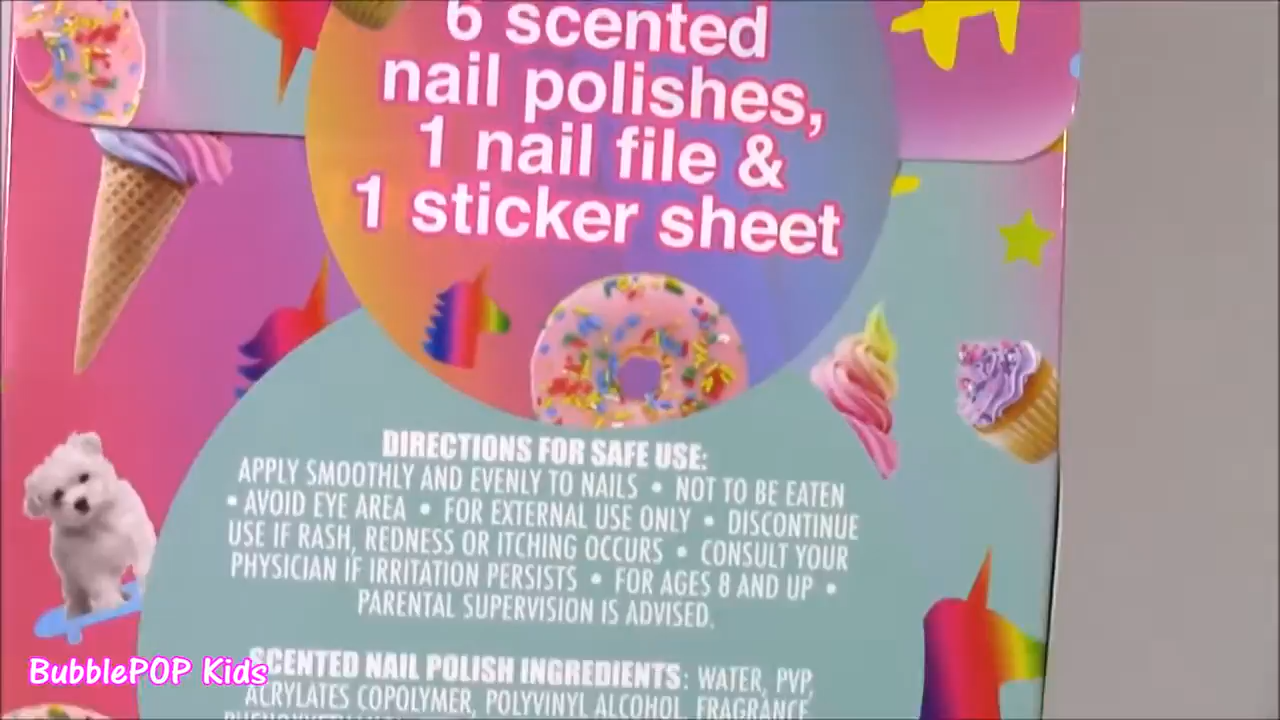 6 scented
nail polishes,
1 nail file &
1 sticker sheet
DIRECTIONS FOR SAFE USE:
APPLY SMOOTHLY AND EVENLY TO NAILS • NOT TO BE EATEN
• AVOID EYE AREA • FOR EXTERNAL USE ONLY • DISCONTINUE
USE IF RASH, REDNESS OR ITCHING OCCURS • CONSULT YOUR
PHYSICIAN IF IRRITATION PERSISTS • FOR AGES 8 AND UP •
PARENTAL SUPERVISION IS ADVISED.
SCENTED NAIL POLISH INGREDIENTS: WATER, PVP,
ACRYLATES COPOLYMER, POLYVINYL ALCOHOL, FRAGRANCE,
BubblePOP Kids